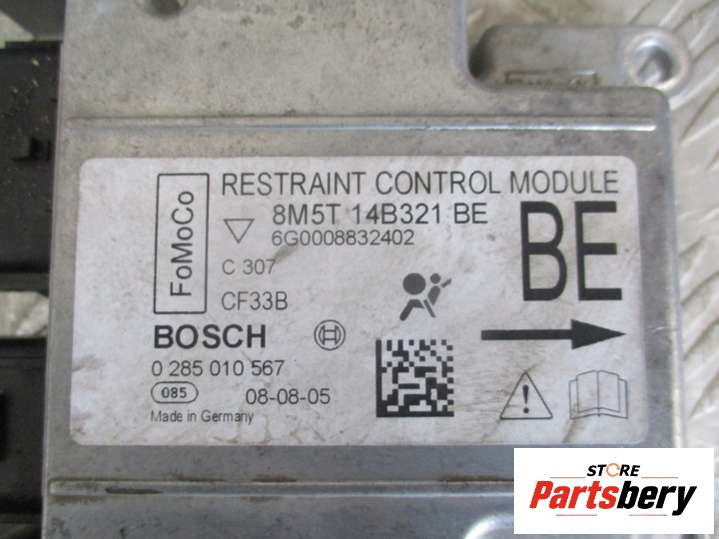 FoMoCo
RESTRAINT CONTROL MODULE
8M5T 14B321 BE
6G0008832402
BE
C 307
CF33B
BOSCH
0 285 010 567
085
08-08-05
Made in Germany
STORE
Partsbery